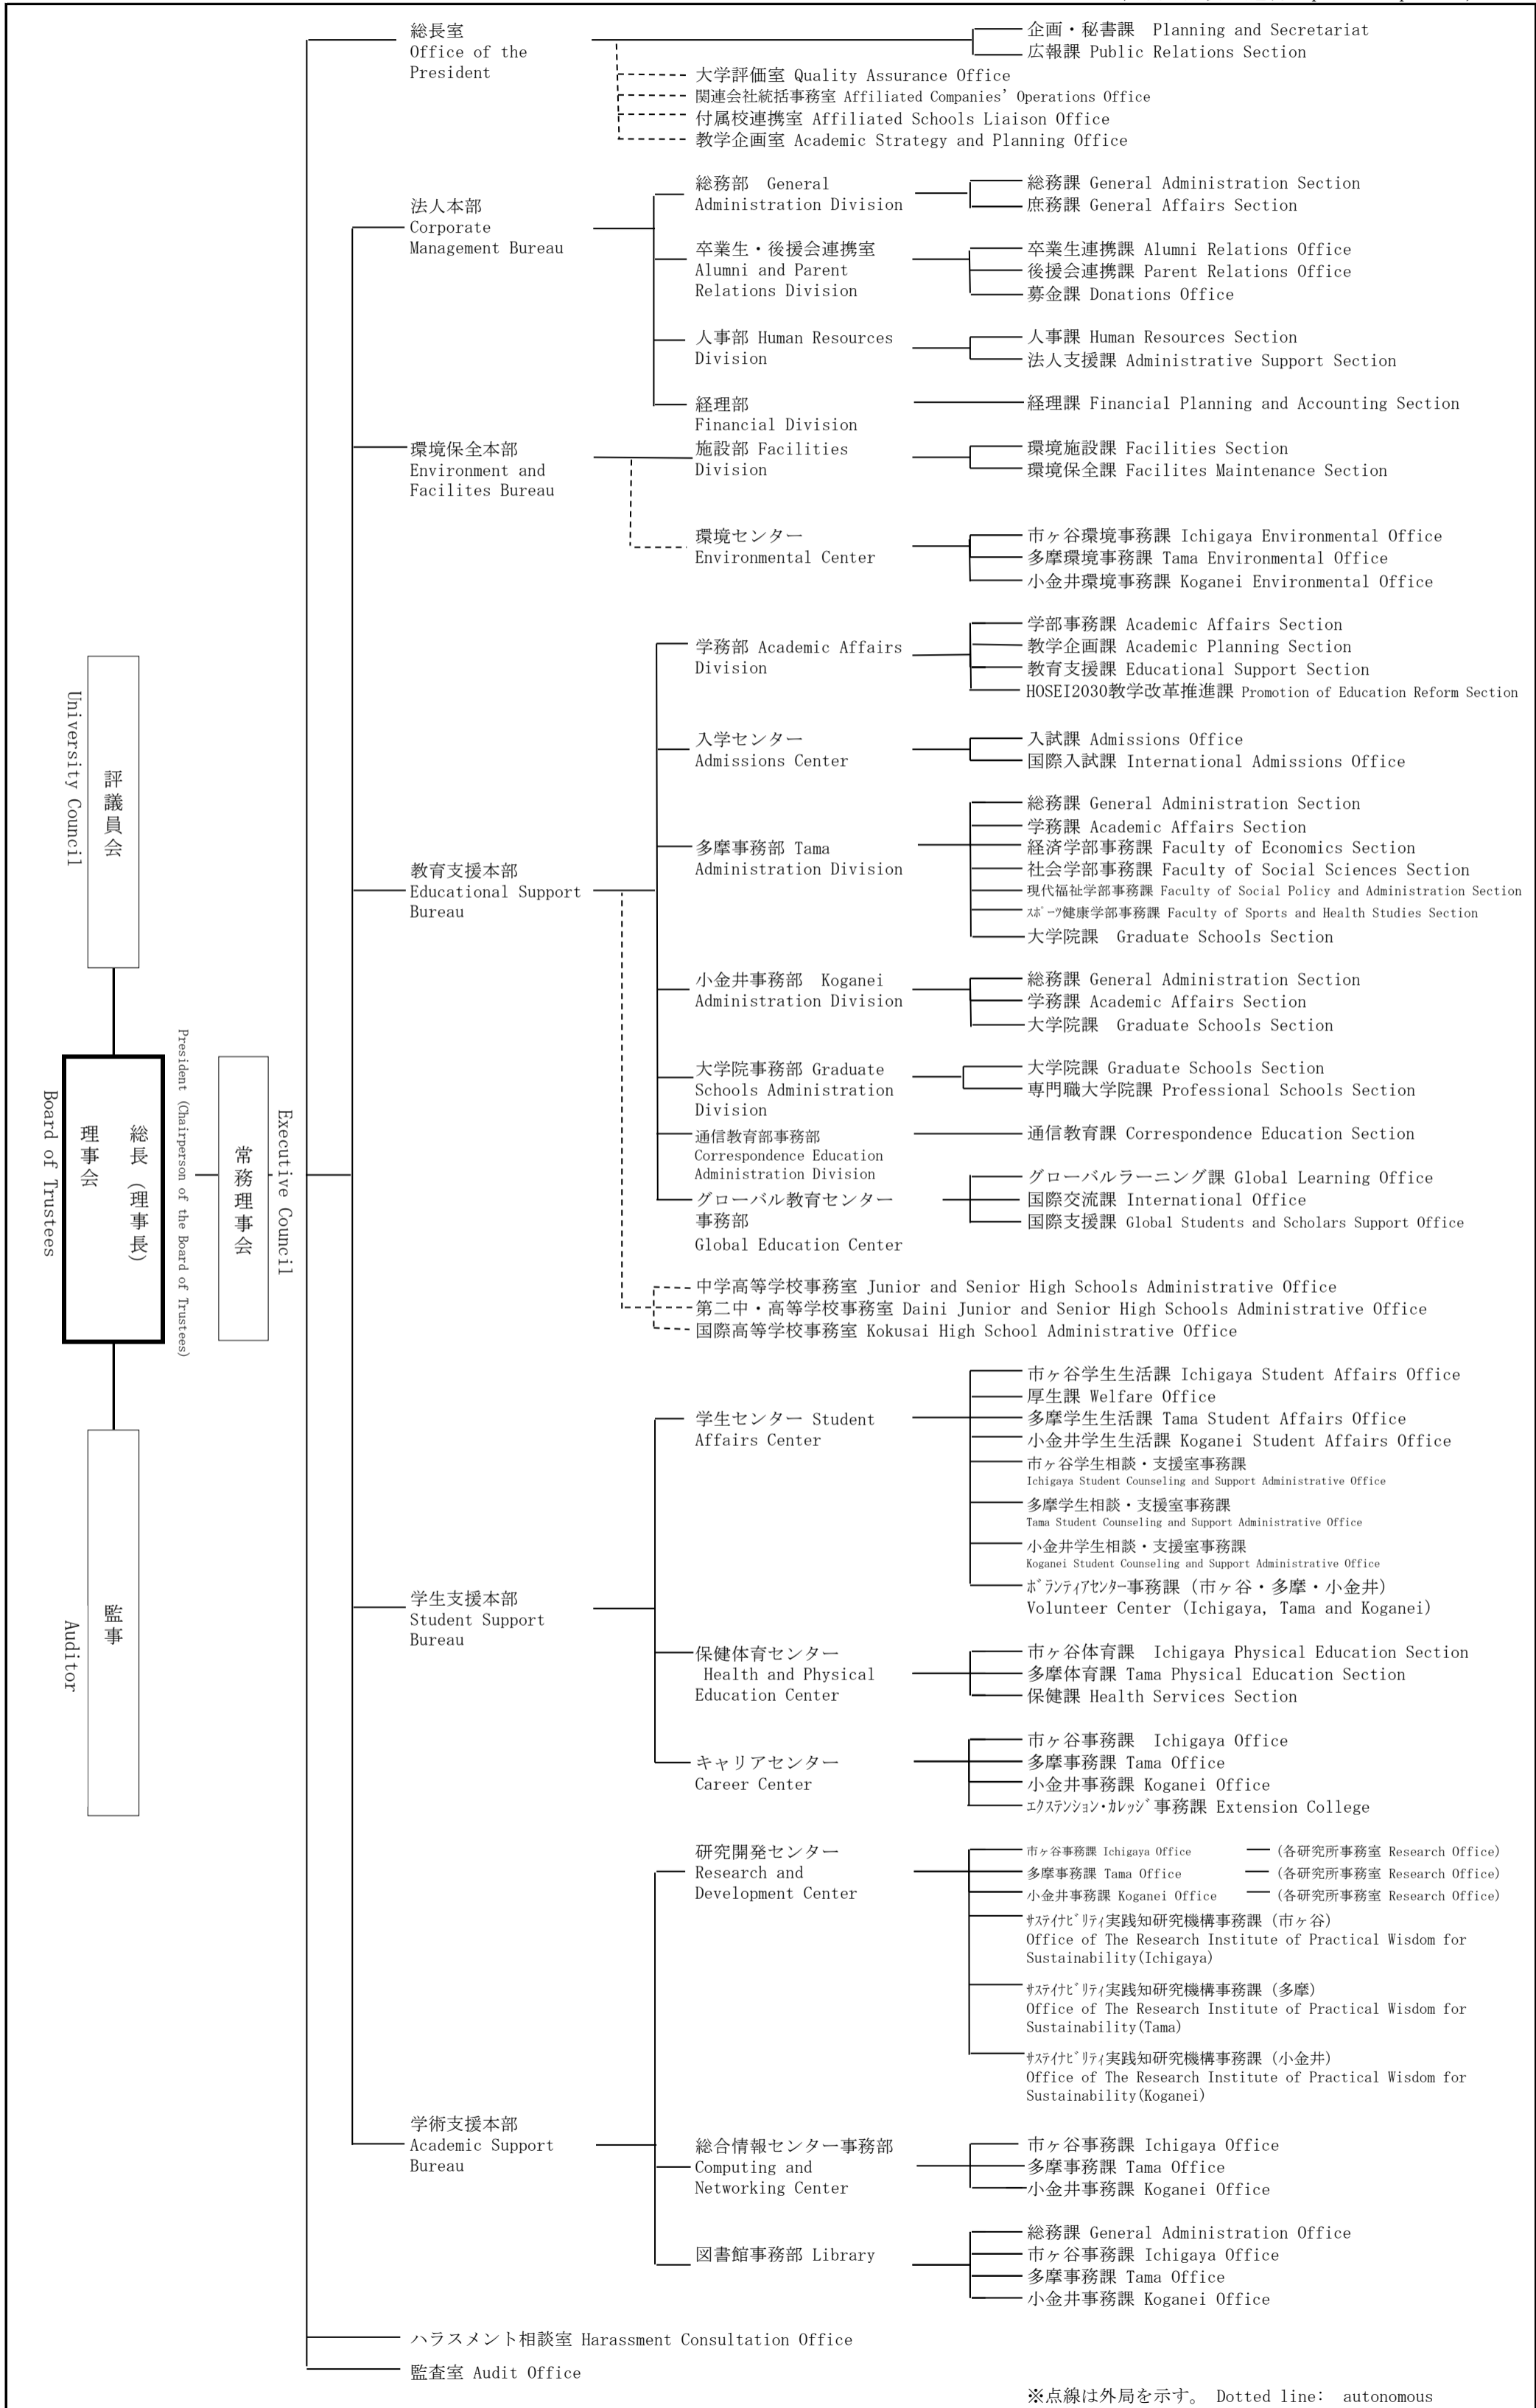 総長室
Office of the
President
企画・秘書課 Planning and Secretariat
広報課 Public Relations Section
大学評価室 Quality Assurance Office
関連会社統括事務室 Affiliated Companies' Operations Office
付属校連携室 Affiliated Schools Liaison Office
教学企画室 Academic Strategy and Planning Office
法人本部
Corporate
Management Bureau
総務部 General
Administration Division
総務課 General Administration Section
庶務課 General Affairs Section
卒業生・後援会連携室
Alumni and Parent
Relations Division
卒業生連携課 Alumni Relations Office
後援会連携課 Parent Relations Office
募金課 Donations Office
人事部 Human Resources
Division
人事課 Human Resources Section
法人支援課 Administrative Support Section
経理部
Financial Division
経理課 Financial Planning and Accounting Section
環境保全本部
Environment and
Facilites Bureau
施設部 Facilities
Division
環境施設課 Facilities Section
環境保全課 Facilites Maintenance Section
環境センター
Environmental Center
市ヶ谷環境事務課 Ichigaya Environmental Office
多摩環境事務課 Tama Environmental Office
小金井環境事務課 Koganei Environmental Office
University Council
評議員会
Board of Trustees
理事会
総長(理事長)
President (Chairperson of the Board of Trustees)
常務理事会
Executive Council
監事
Auditor
教育支援本部
Educational Support
Bureau
学務部 Academic Affairs
Division
学部事務課 Academic Affairs Section
教学企画課 Academic Planning Section
教育支援課 Educational Support Section
HOSEI2030教学改革推進課 Promotion of Education Reform Section
入学センター
Admissions Center
入試課 Admissions Office
国際入試課 International Admissions Office
多摩事務部 Tama
Administration Division
総務課 General Administration Section
学務課 Academic Affairs Section
経済学部事務課 Faculty of Economics Section
社会学部事務課 Faculty of Social Sciences Section
現代福祉学部事務課 Faculty of Social Policy and Administration Section
ｽﾎﾟｰﾂ健康学部事務課 Faculty of Sports and Health Studies Section
大学院課 Graduate Schools Section
小金井事務部 Koganei
Administration Division
総務課 General Administration Section
学務課 Academic Affairs Section
大学院課 Graduate Schools Section
大学院事務部 Graduate
Schools Administration
Division
大学院課 Graduate Schools Section
専門職大学院課 Professional Schools Section
通信教育部事務部
Correspondence Education
Administration Division
通信教育課 Correspondence Education Section
グローバル教育センター
事務部
Global Education Center
グローバルラーニング課 Global Learning Office
国際交流課 International Office
国際支援課 Global Students and Scholars Support Office
中学高等学校事務室 Junior and Senior High Schools Administrative Office
第二中・高等学校事務室 Daini Junior and Senior High Schools Administrative Office
国際高等学校事務室 Kokusai High School Administrative Office
学生支援本部
Student Support
Bureau
学生センター Student
Affairs Center
市ヶ谷学生生活課 Ichigaya Student Affairs Office
厚生課 Welfare Office
多摩学生生活課 Tama Student Affairs Office
小金井学生生活課 Koganei Student Affairs Office
市ヶ谷学生相談・支援室事務課
Ichigaya Student Counseling and Support Administrative Office
多摩学生相談・支援室事務課
Tama Student Counseling and Support Administrative Office
小金井学生相談・支援室事務課
Koganei Student Counseling and Support Administrative Office
ﾎﾞﾗﾝﾃｨｱｾﾝﾀｰ事務課(市ヶ谷・多摩・小金井)
Volunteer Center (Ichigaya, Tama and Koganei)
保健体育センター
Health and Physical
Education Center
市ヶ谷体育課 Ichigaya Physical Education Section
多摩体育課 Tama Physical Education Section
保健課 Health Services Section
キャリアセンター
Career Center
市ヶ谷事務課 Ichigaya Office
多摩事務課 Tama Office
小金井事務課 Koganei Office
ｴｸｽﾃﾝｼｮﾝ・ｶﾚｯｼﾞ事務課 Extension College
学術支援本部
Academic Support
Bureau
研究開発センター
Research and
Development Center
市ヶ谷事務課 Ichigaya Office (各研究所事務室 Research Office)
多摩事務課 Tama Office (各研究所事務室 Research Office)
小金井事務課 Koganei Office (各研究所事務室 Research Office)
ｻｽﾃｲﾅﾋﾞﾘﾃｨ実践知研究機構事務課(市ヶ谷)
Office of The Research Institute of Practical Wisdom for
Sustainability(Ichigaya)
ｻｽﾃｲﾅﾋﾞﾘﾃｨ実践知研究機構事務課(多摩)
Office of The Research Institute of Practical Wisdom for
Sustainability(Tama)
ｻｽﾃｲﾅﾋﾞﾘﾃｨ実践知研究機構事務課(小金井)
Office of The Research Institute of Practical Wisdom for
Sustainability(Koganei)
総合情報センター事務部
Computing and
Networking Center
市ヶ谷事務課 Ichigaya Office
多摩事務課 Tama Office
小金井事務課 Koganei Office
図書館事務部 Library
総務課 General Administration Office
市ヶ谷事務課 Ichigaya Office
多摩事務課 Tama Office
小金井事務課 Koganei Office
ハラスメント相談室 Harassment Consultation Office
監査室 Audit Office
※点線は外局を示す。 Dotted line: autonomous